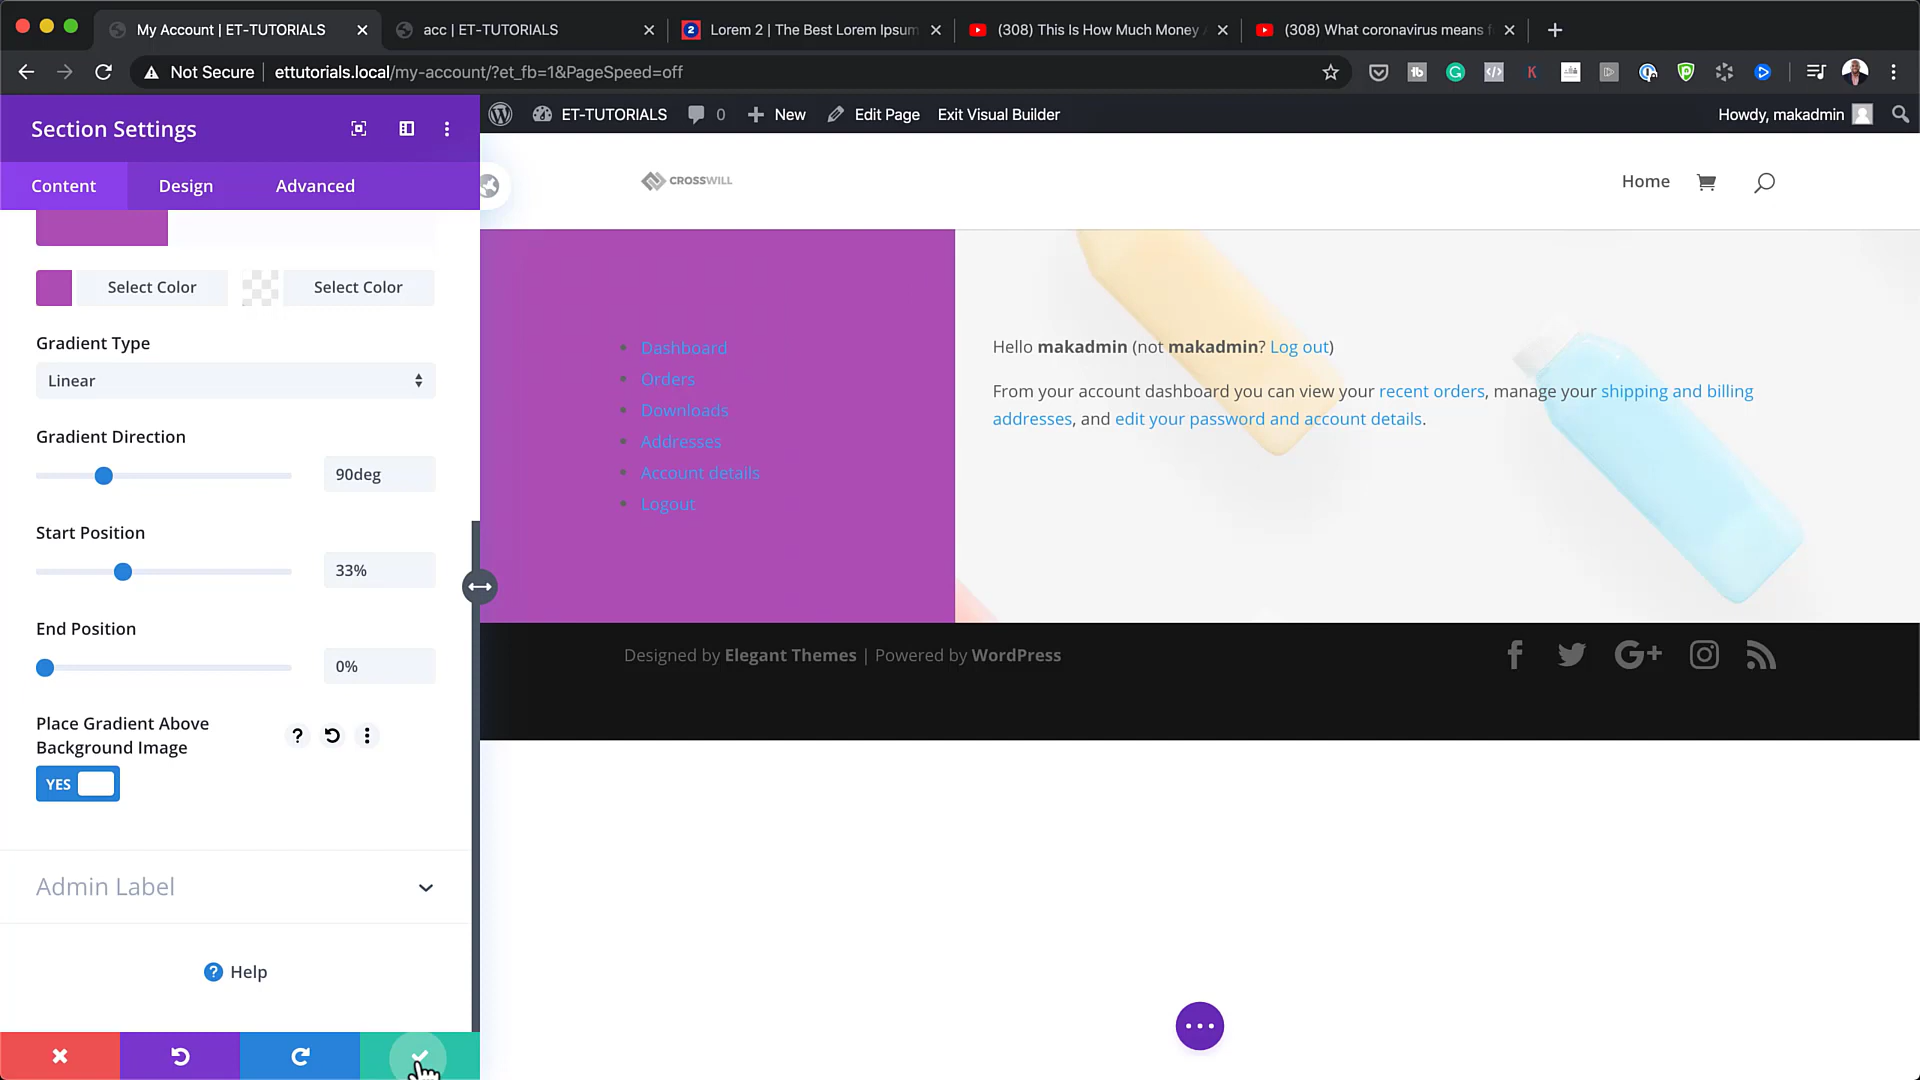 My Account | ET-TUTORIALS
acc | ET-TUTORIALS
2 Lorem 2 | The Best Lorem Ipsum
(308) This Is How Much Money
(308) What coronavirus means f
Not Secure | ettutorials.local/my-account/?et_fb=1&PageSpeed=off
Section Settings
ET-TUTORIALS 0 New Edit Page Exit Visual Builder Howdy, makadmin
Content Design Advanced
CROSSWILL
Home
Select Color Select Color
Gradient Type
Linear
Gradient Direction
90deg
Start Position
33%
End Position
0%
Place Gradient Above
Background Image
YES
Admin Label
Help
Dashboard
Orders
Downloads
Addresses
Account details
Logout
Hello makadmin (not makadmin? Log out)
From your account dashboard you can view your recent orders, manage your shipping and billing
addresses, and edit your password and account details.
Designed by Elegant Themes | Powered by WordPress